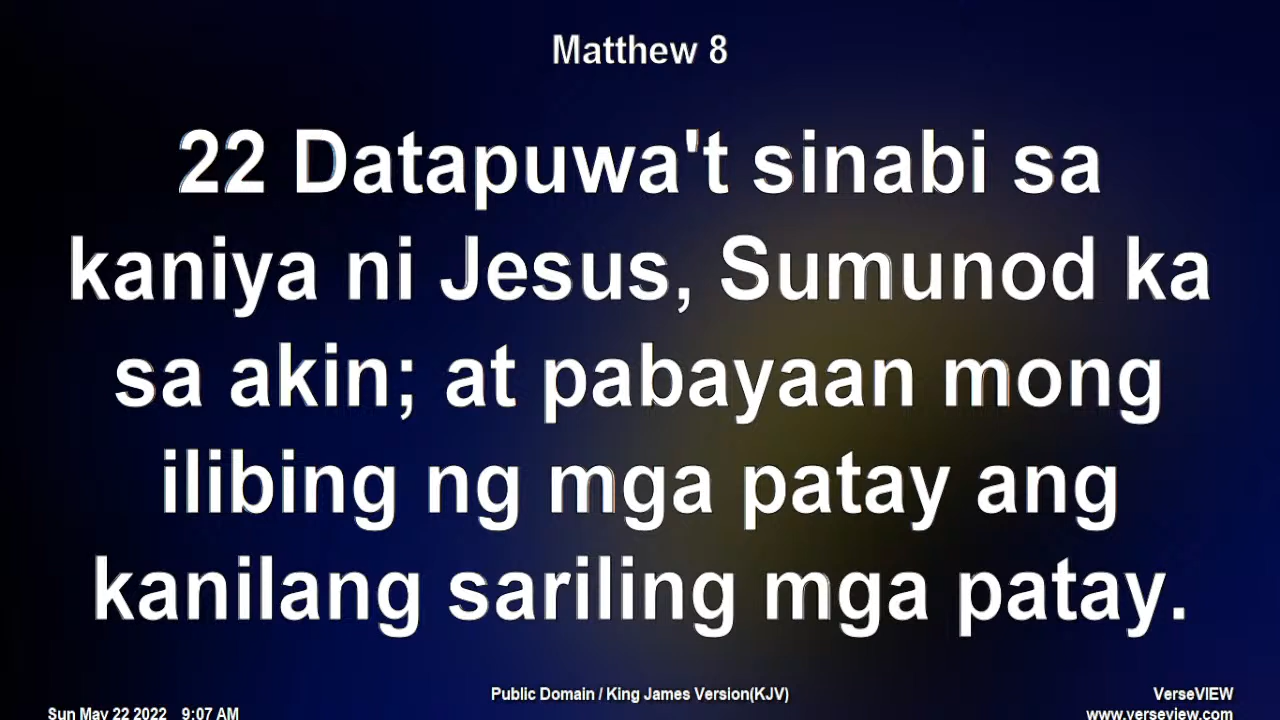 Matthew 8
22 Datapuwa't sinabi sa
kaniya ni Jesus, Sumunod ka
sa akin; at pabayaan mong
ilibing ng mga patay ang
kanilang sariling mga patay.
Public Domain / King James Version(KJV)
VerseVIEW
Sun May 22 2022 9:07 AM
www.verseview.com